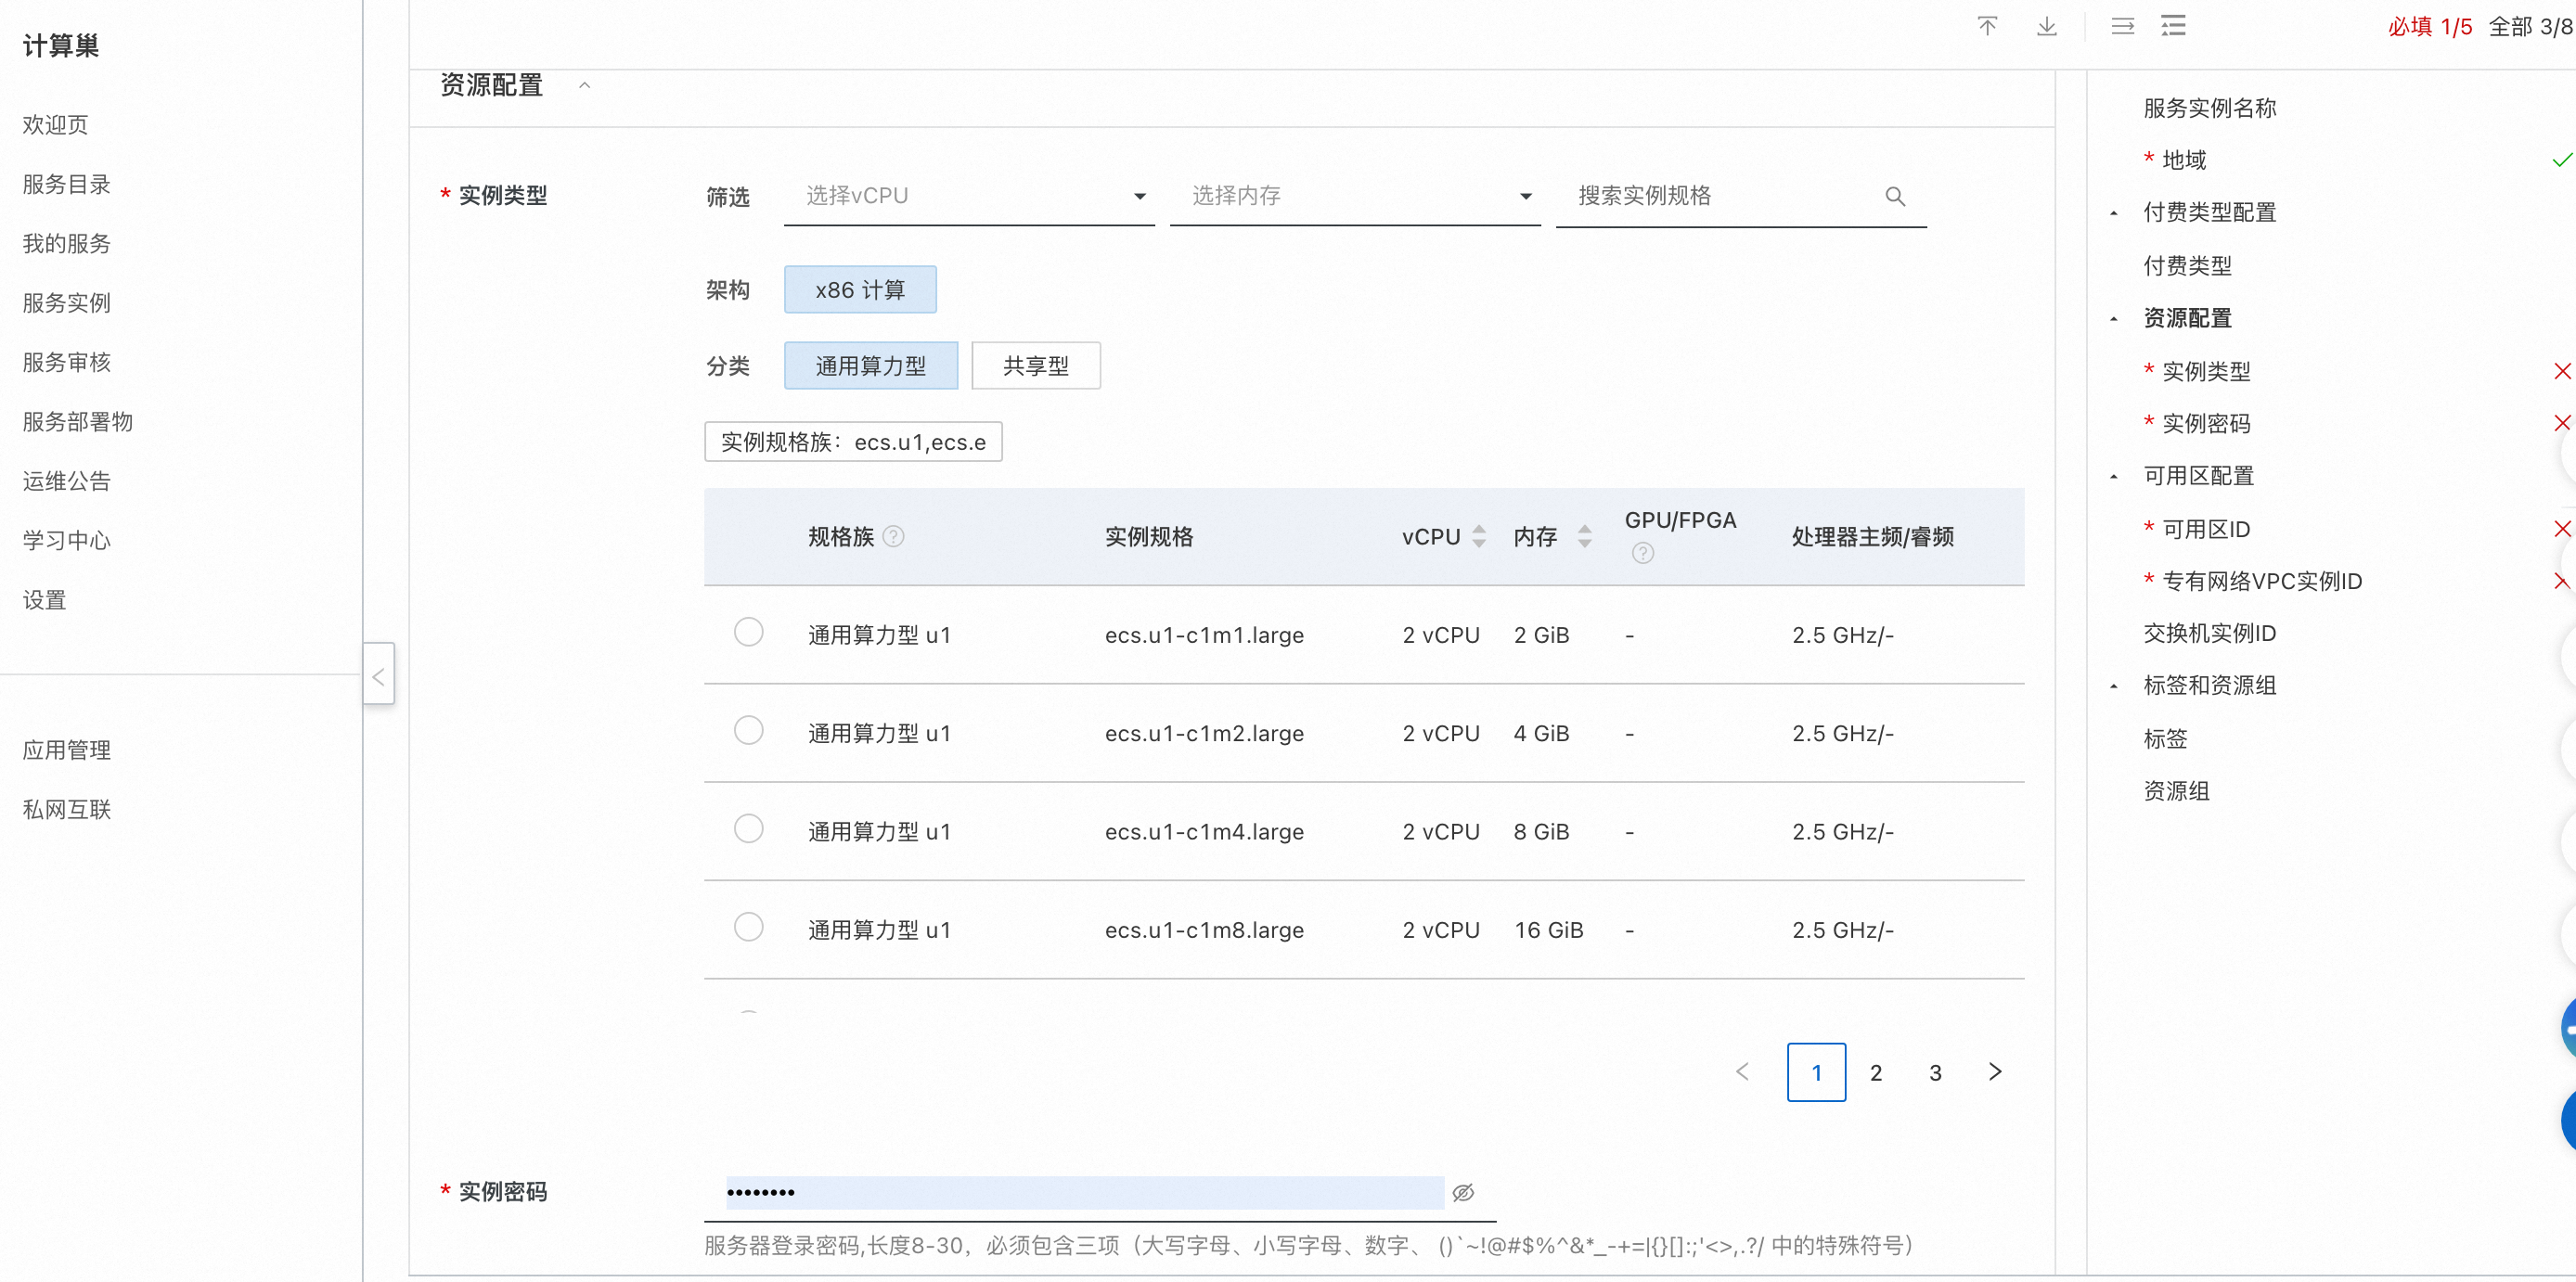 计算巢
欢迎页
服务目录
我的服务
服务实例
服务审核
服务部署物
运维公告
学习中心
设置
应用管理
私网互联
必填 1/5 全部 3/8
资源配置
* 实例类型
筛选 选择vCPU 选择内存 搜索实例规格
架构 x86 计算
分类 通用算力型 共享型
实例规格族：ecs.u1,ecs.e
规格族 实例规格 vCPU 内存 GPU/FPGA 处理器主频/睿频
通用算力型 u1 ecs.u1-c1m1.large 2 vCPU 2 GiB - 2.5 GHz/-
通用算力型 u1 ecs.u1-c1m2.large 2 vCPU 4 GiB - 2.5 GHz/-
通用算力型 u1 ecs.u1-c1m4.large 2 vCPU 8 GiB - 2.5 GHz/-
通用算力型 u1 ecs.u1-c1m8.large 2 vCPU 16 GiB - 2.5 GHz/-
< 1 2 3 >
* 实例密码 ••••••••
服务器登录密码,长度8-30，必须包含三项（大写字母、小写字母、数字、 ()`~!@#$%^&*_-+=|{}[]:;'<>,.?/ 中的特殊符号）
服务实例名称
* 地域
付费类型配置
付费类型
资源配置
* 实例类型
* 实例密码
可用区配置
* 可用区ID
* 专有网络VPC实例ID
交换机实例ID
标签和资源组
标签
资源组